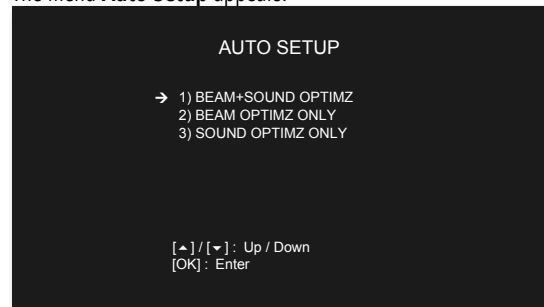 The menu Auto Setup appears.
AUTO SETUP
➔ 1) BEAM+SOUND OPTIMZ
2) BEAM OPTIMZ ONLY
3) SOUND OPTIMZ ONLY
[▲] / [▼] : Up / Down
[OK] : Enter